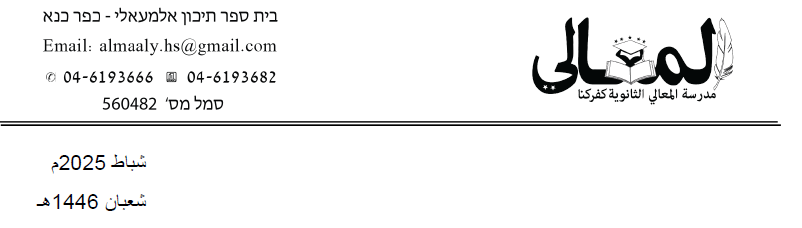 בית ספר תיכון אלמעאלי - כפר כנא
Email: almaaly.hs@gmail.com
✆ 04-6193666 📠 04-6193682
סמל מס' 560482
المعالي
مدرسة المعالي الثانوية كفركنا
شباط 2025م
شعبان 1446هـ